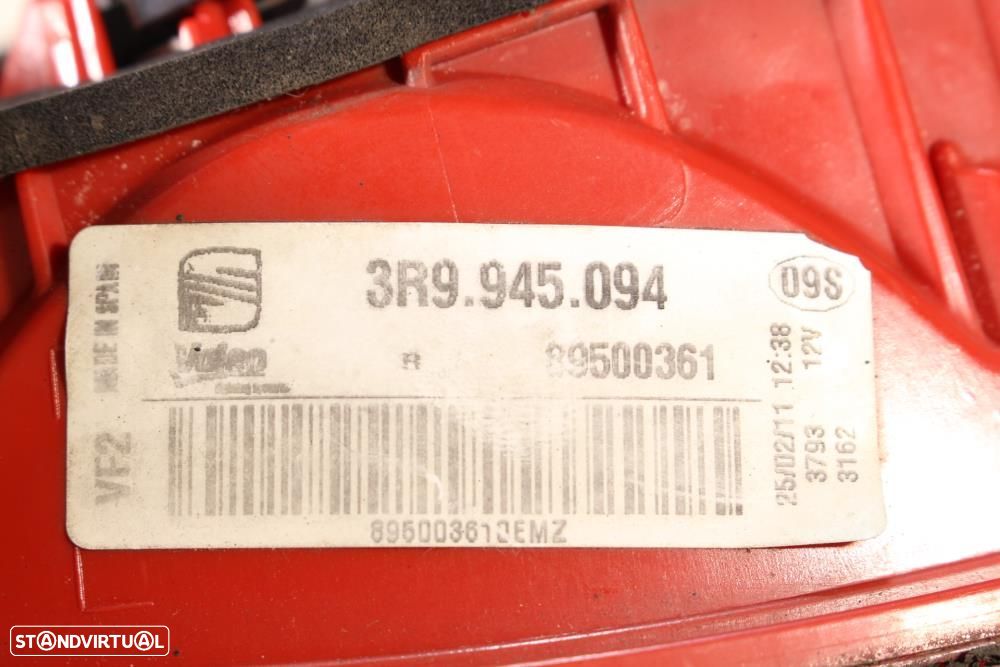 3R9.945.094
09S
MADE IN SPAIN
Valeo
R
89500361
VF2
25/02/11 12:38
3793 12V
3162
895003610EMZ
STANDVIRTUAL